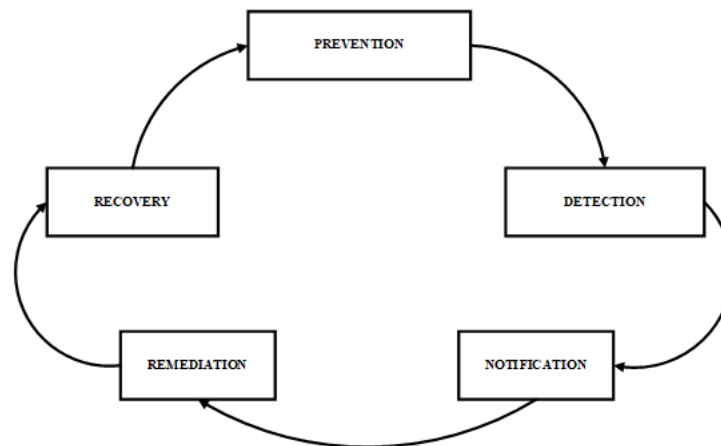 PREVENTION
DETECTION
NOTIFICATION
REMEDIATION
RECOVERY